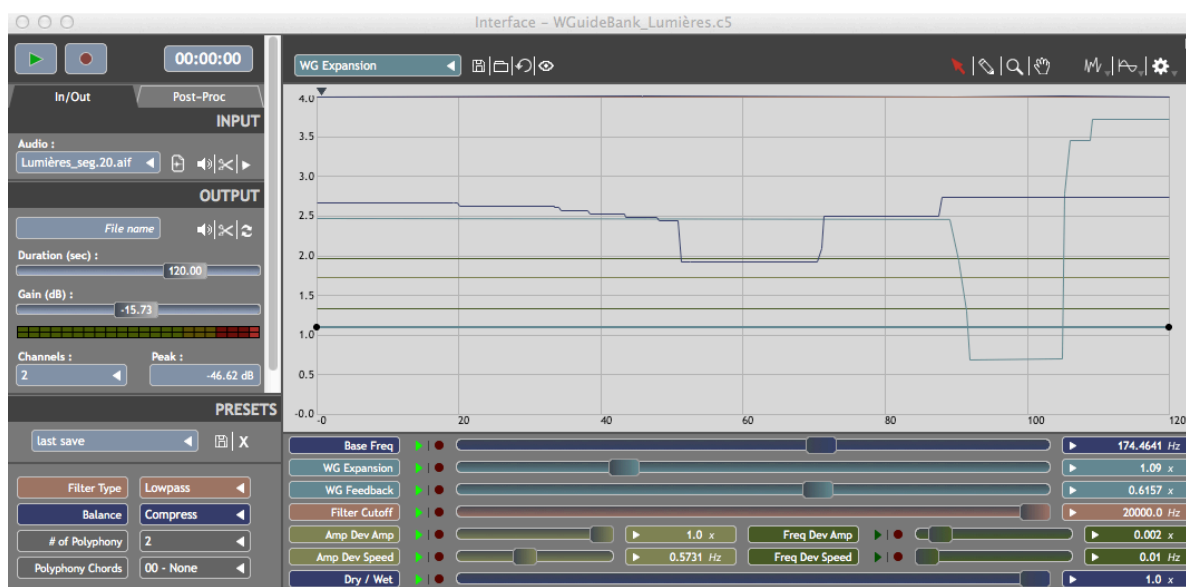 Interface – WGuideBank_Lumières.c5
00:00:00
In/Out Post-Proc
INPUT
Audio :
Lumières_seg.20.aif
OUTPUT
File name
Duration (sec) :
120.00
Gain (dB) :
-15.73
Channels : Peak :
2 -46.62 dB
PRESETS
last save X
Filter Type Lowpass
Balance Compress
# of Polyphony 2
Polyphony Chords 00 - None
WG Expansion
4.0
3.5
3.0
2.5
2.0
1.5
1.0
0.5
-0.0
-0 20 40 60 80 100 120
Base Freq 174.4641 Hz
WG Expansion 1.09 x
WG Feedback 0.6157 x
Filter Cutoff 20000.0 Hz
Amp Dev Amp 1.0 x Freq Dev Amp 0.002 x
Amp Dev Speed 0.5731 Hz Freq Dev Speed 0.01 Hz
Dry / Wet 1.0 x